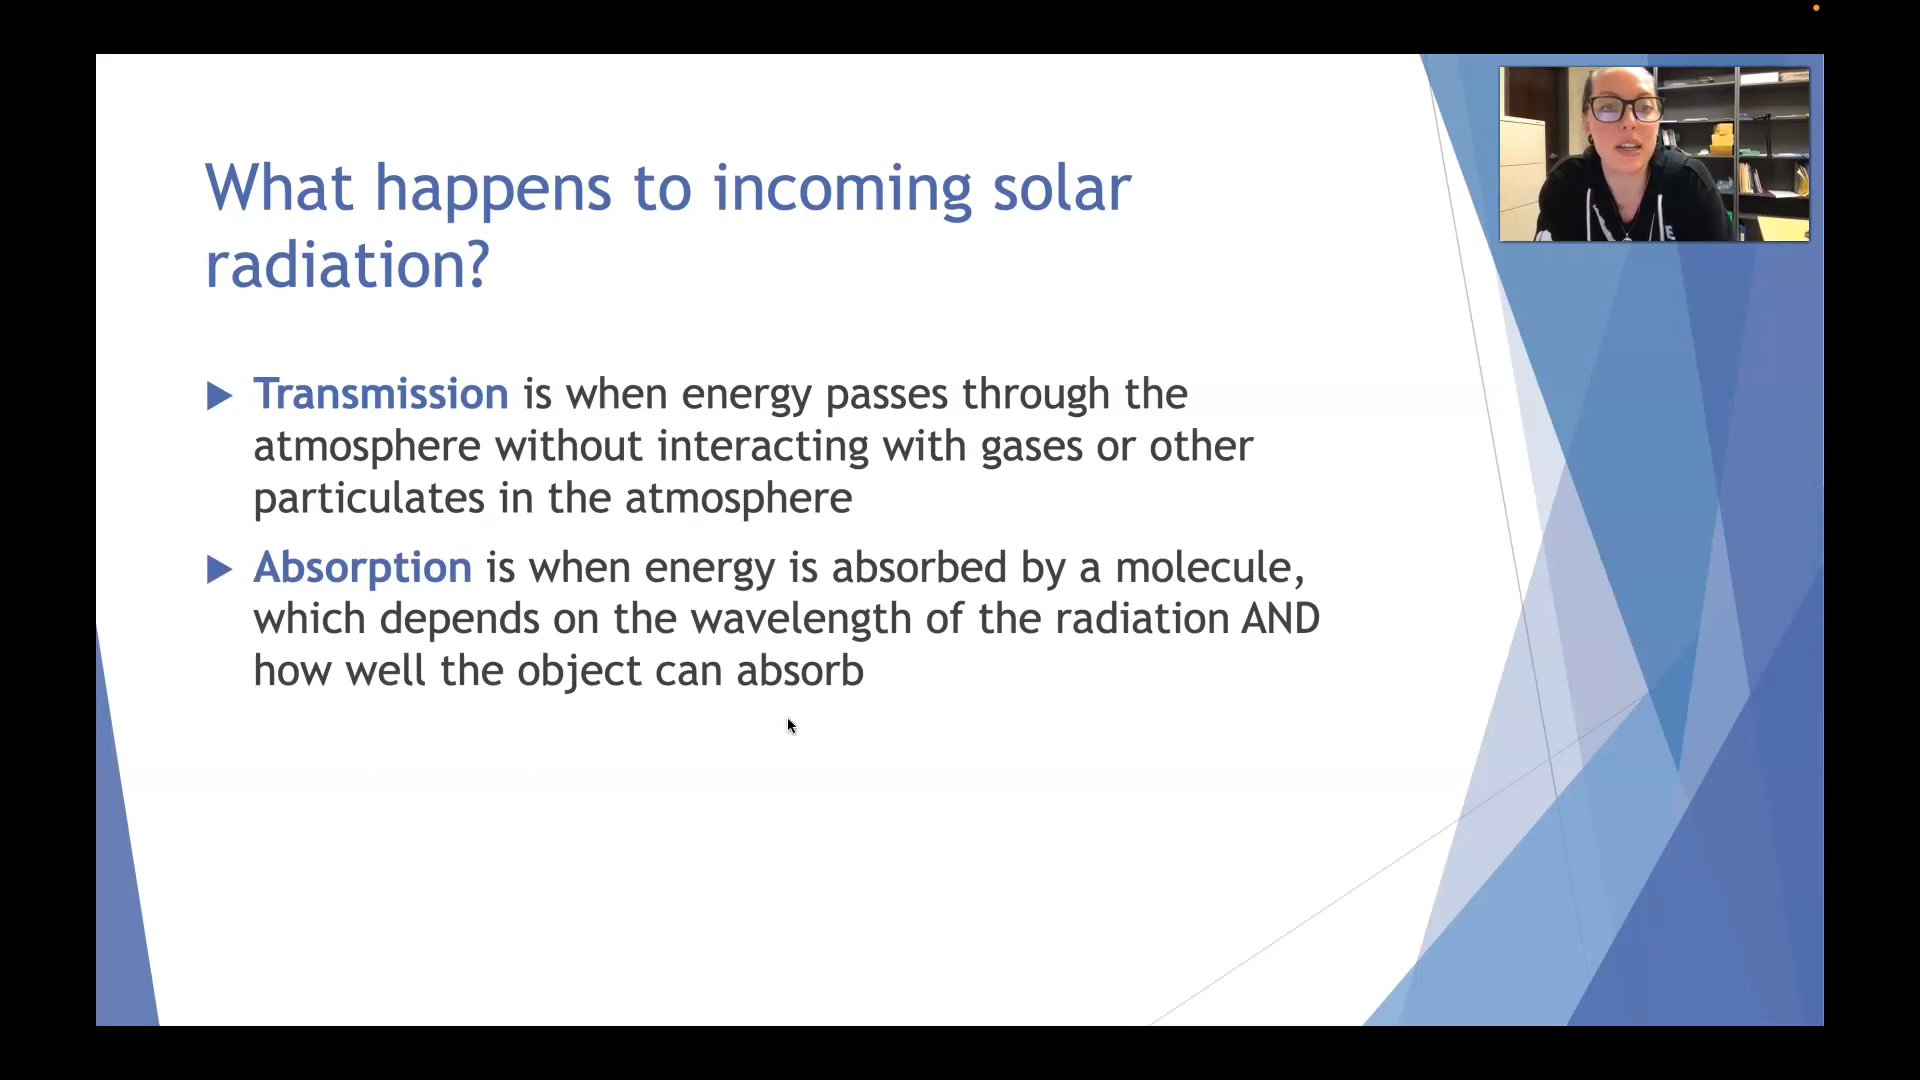 What happens to incoming solar
radiation?
Transmission is when energy passes through the
atmosphere without interacting with gases or other
particulates in the atmosphere
Absorption is when energy is absorbed by a molecule,
which depends on the wavelength of the radiation AND
how well the object can absorb
E